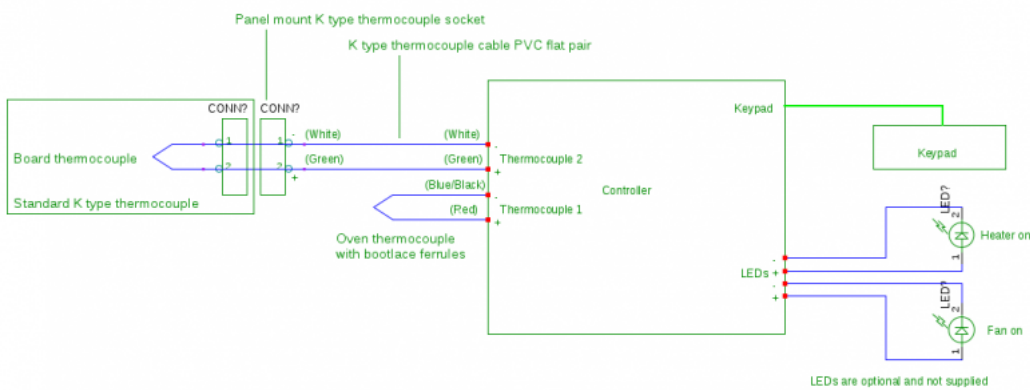 Panel mount K type thermocouple socket
K type thermocouple cable PVC flat pair
CONN? CONN?
Keypad
Keypad
1 1 - (White) (White) -
Board thermocouple
2 2 + (Green) (Green) + Thermocouple 2
Standard K type thermocouple
(Blue/Black) -
(Red) + Thermocouple 1
Controller
Oven thermocouple
with bootlace ferrules
LED?
2
1
Heater on
-
LEDs +
-
+
LED?
2
1
Fan on
LEDs are optional and not supplied